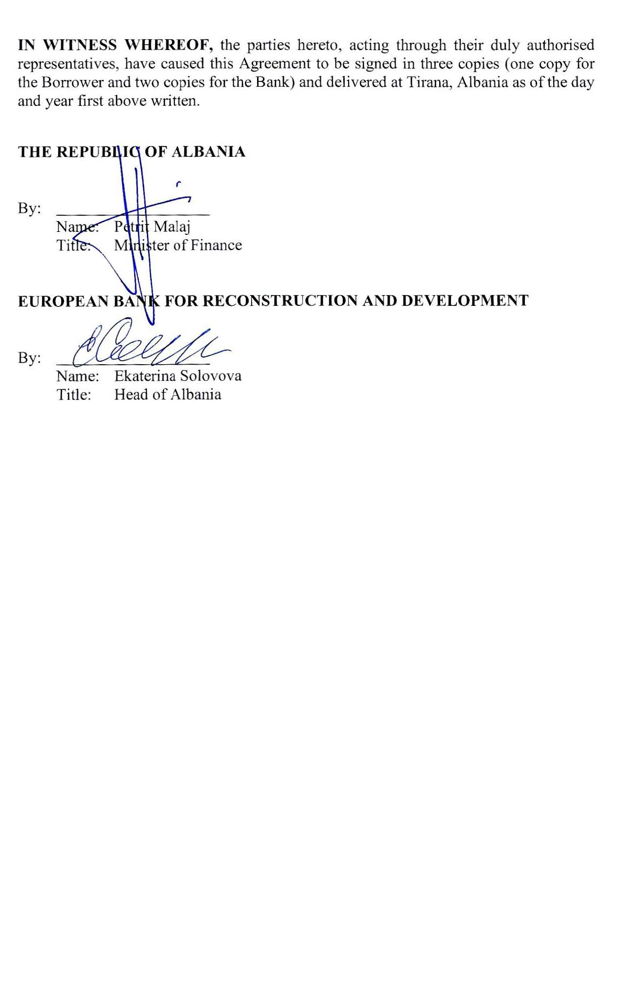 IN WITNESS WHEREOF, the parties hereto, acting through their duly authorised
representatives, have caused this Agreement to be signed in three copies (one copy for
the Borrower and two copies for the Bank) and delivered at Tirana, Albania as of the day
and year first above written.
THE REPUBLIC OF ALBANIA
By:
Name: Petrit Malaj
Title: Minister of Finance
EUROPEAN BANK FOR RECONSTRUCTION AND DEVELOPMENT
By:
Name: Ekaterina Solovova
Title: Head of Albania